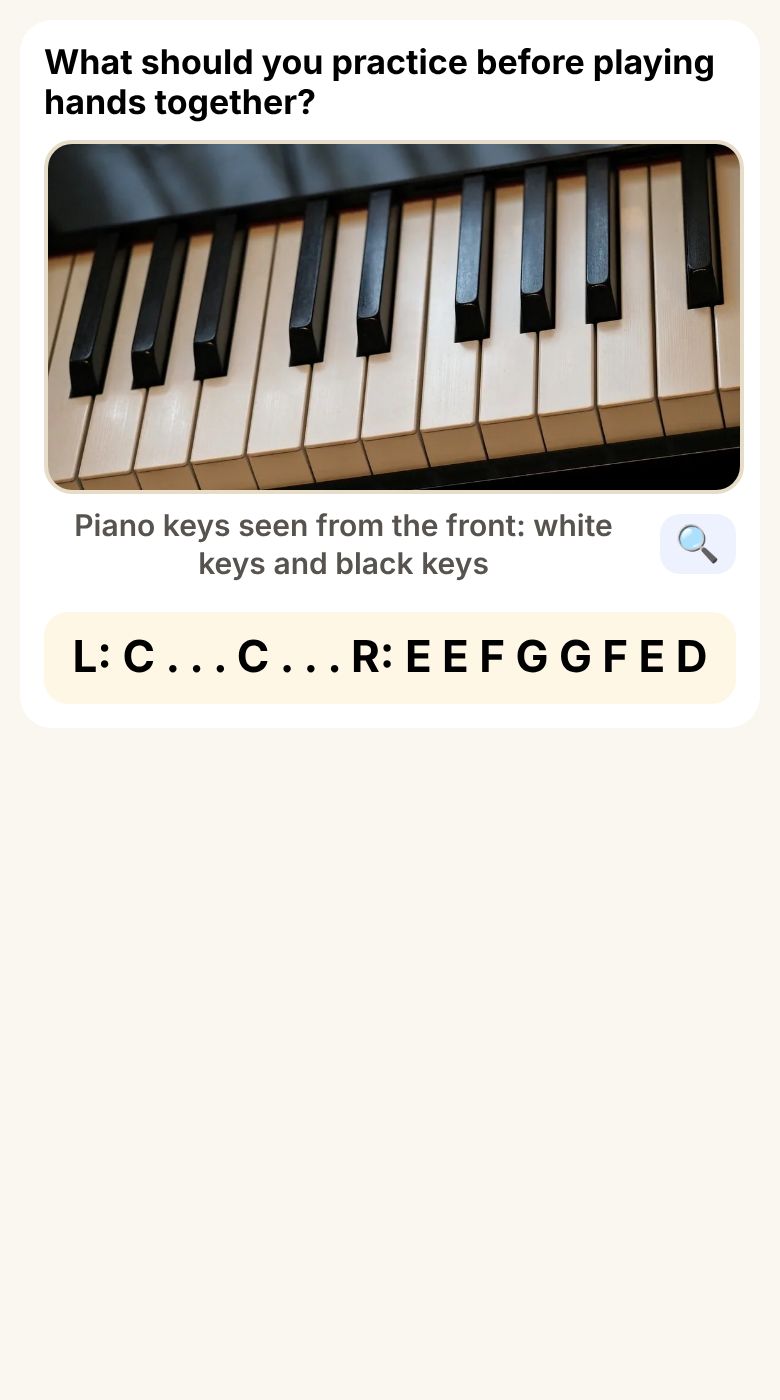 What should you practice before playing
hands together?
Piano keys seen from the front: white
keys and black keys
L: C . . . C . . . R: E E F G G F E D